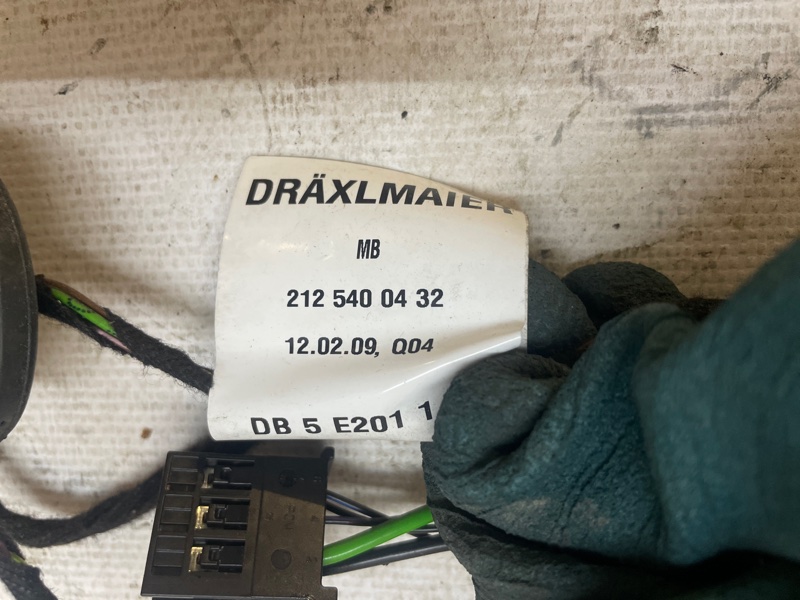 DRÄXLMAIER
MB
212 540 04 32
12.02.09, Q04
DB 5 E201 1